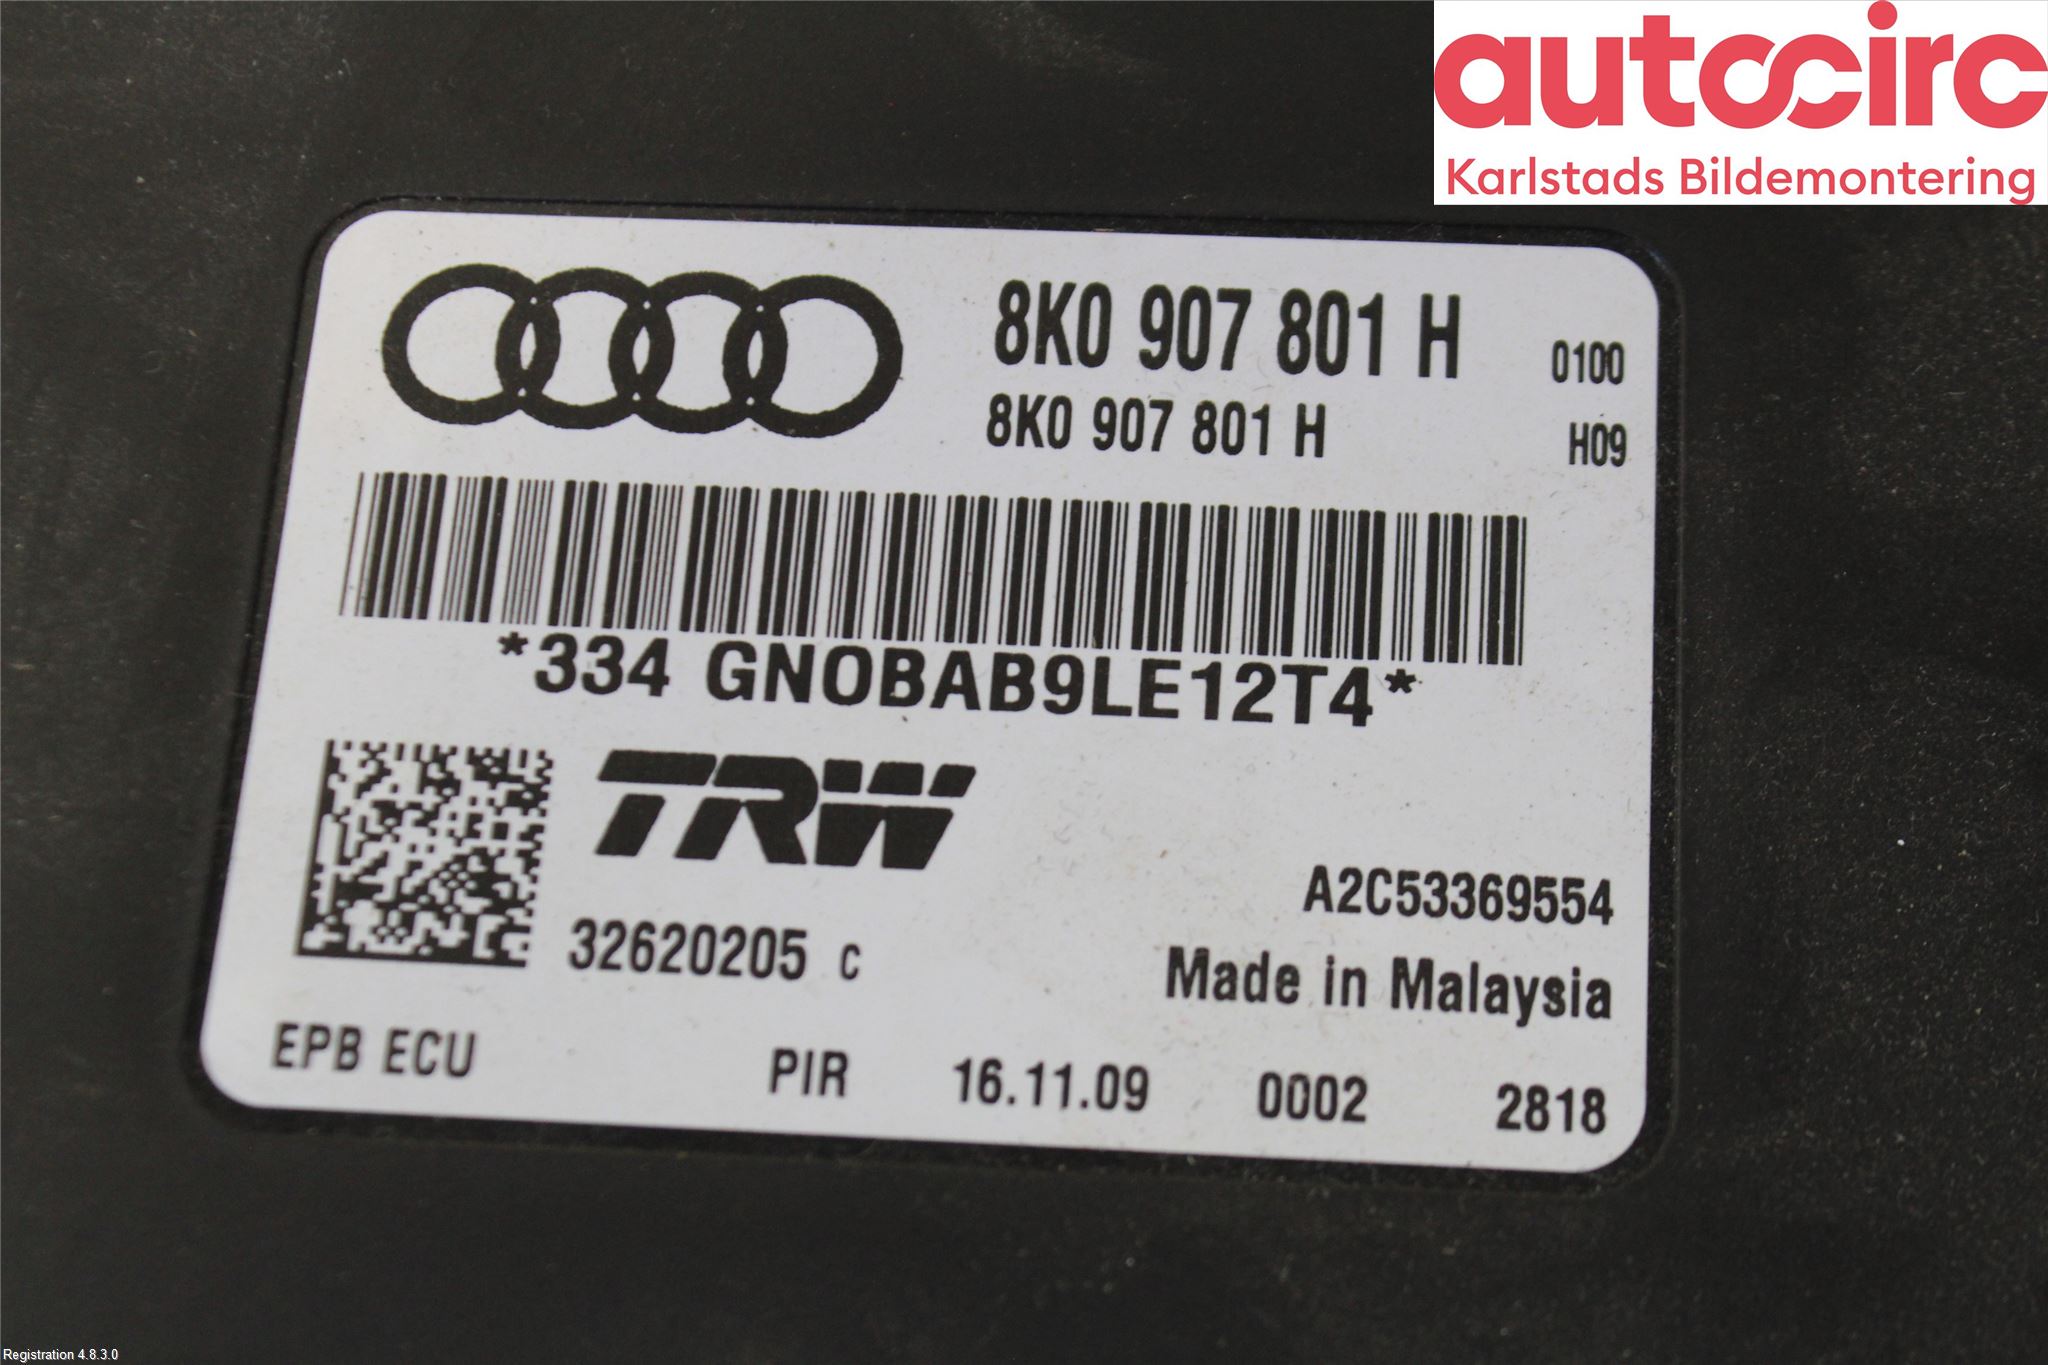 autocirc
Karlstads Bildemontering
8K0 907 801 H 0100
8K0 907 801 H H09
*334 GN0BAB9LE12T4*
TRW
A2C53369554
32620205 C
Made in Malaysia
EPB ECU PIR 16.11.09 0002 2818
Registration 4.8.3.0